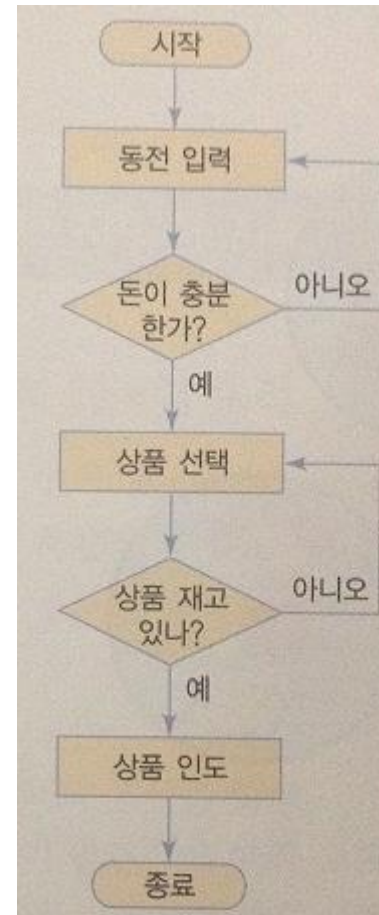 시작
동전 입력
돈이 충분
한가?
아니오
예
상품 선택
상품 재고
있나?
아니오
예
상품 인도
종료